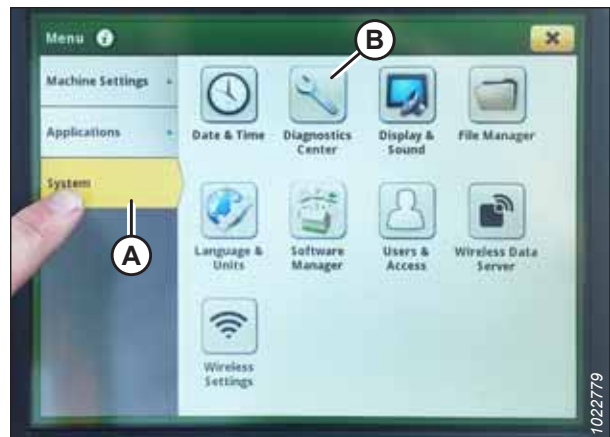 Menu i
B
Machine Settings
Applications
System
A
Date & Time
Diagnostics
Center
Display &
Sound
File Manager
Language &
Units
Software
Manager
Users &
Access
Wireless Data
Server
Wireless
Settings
1022779